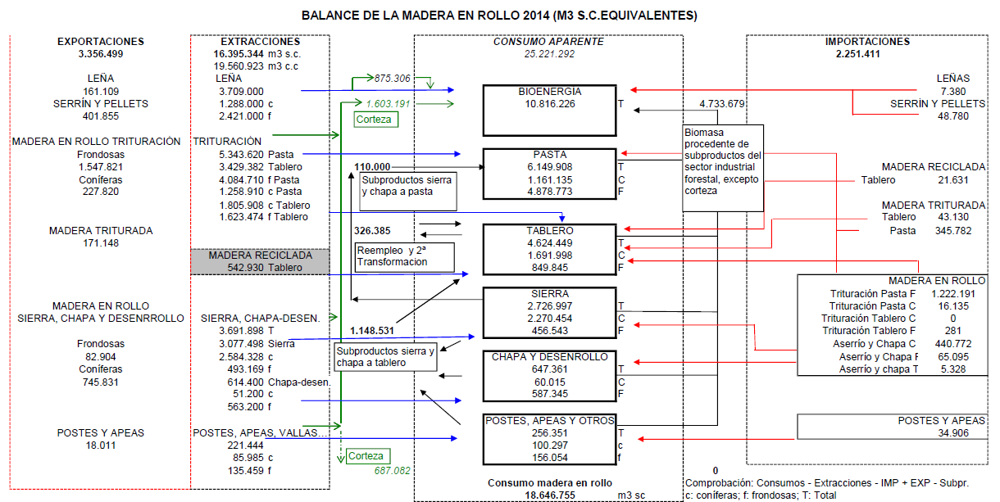 BALANCE DE LA MADERA EN ROLLO 2014 (M3 S.C.EQUIVALENTES)
EXPORTACIONES
3.356.499
LEÑA
161.109
SERRÍN Y PELLETS
401.855
MADERA EN ROLLO TRITURACIÓN
Frondosas
1.547.821
Coníferas
227.820
MADERA TRITURADA
171.148
MADERA EN ROLLO
SIERRA, CHAPA Y DESENRROLLO
Frondosas
82.904
Coníferas
745.831
POSTES Y APEAS
18.011
EXTRACCIONES
16.395.344 m3 s.c.
19.560.923 m3 c.c
LEÑA
3.709.000
1.288.000 c
2.421.000 f
TRITURACIÓN
5.343.620 Pasta
3.429.382 Tablero
4.084.710 f Pasta
1.258.910 c Pasta
1.805.908 c Tablero
1.623.474 f Tablero
MADERA RECICLADA
542.930 Tablero
SIERRA, CHAPA-DESEN.
3.691.898 T
3.077.498 Sierra
2.584.328 c
493.169 f
614.400 Chapa-desen.
51.200 c
563.200 f
POSTES, APEAS, VALLAS...
221.444
85.985 c
135.459 f
875.306
1.603.191
Corteza
110.000
Subproductos sierra
y chapa a pasta
326.385
Reempleo y 2ª
Transformacion
1.148.531
Subproductos sierra y
chapa a tablero
Corteza
687.082
CONSUMO APARENTE
25.221.292
BIOENERGIA
10.816.226 T
PASTA
6.149.908 T
1.161.135 C
4.878.773 F
TABLERO
4.624.449 T
1.691.998 C
849.845 F
SIERRA
2.726.997 T
2.270.454 C
456.543 F
CHAPA Y DESENROLLO
647.361 T
60.015 C
587.345 F
POSTES, APEAS Y OTROS
256.351 T
100.297 c
156.054 f
Consumo madera en rollo
18.646.755 m3 sc
4.733.679
Biomasa
procedente de
subproductos del
sector industrial
forestal, excepto
corteza
IMPORTACIONES
2.251.411
LEÑAS
7.380
SERRÍN Y PELLETS
48.780
MADERA RECICLADA
Tablero 21.631
MADERA TRITURADA
Tablero 43.130
Pasta 345.782
MADERA EN ROLLO
Trituración Pasta F 1.222.191
Trituración Pasta C 16.135
Trituración Tablero C 0
Trituración Tablero F 281
Aserrío y Chapa C 440.772
Aserrío y Chapa F 65.095
Aserrío y chapa T 5.328
POSTES Y APEAS
34.906
0
Comprobación: Consumos - Extracciones - IMP + EXP - Subpr.
c: coníferas; f: frondosas; T: Total